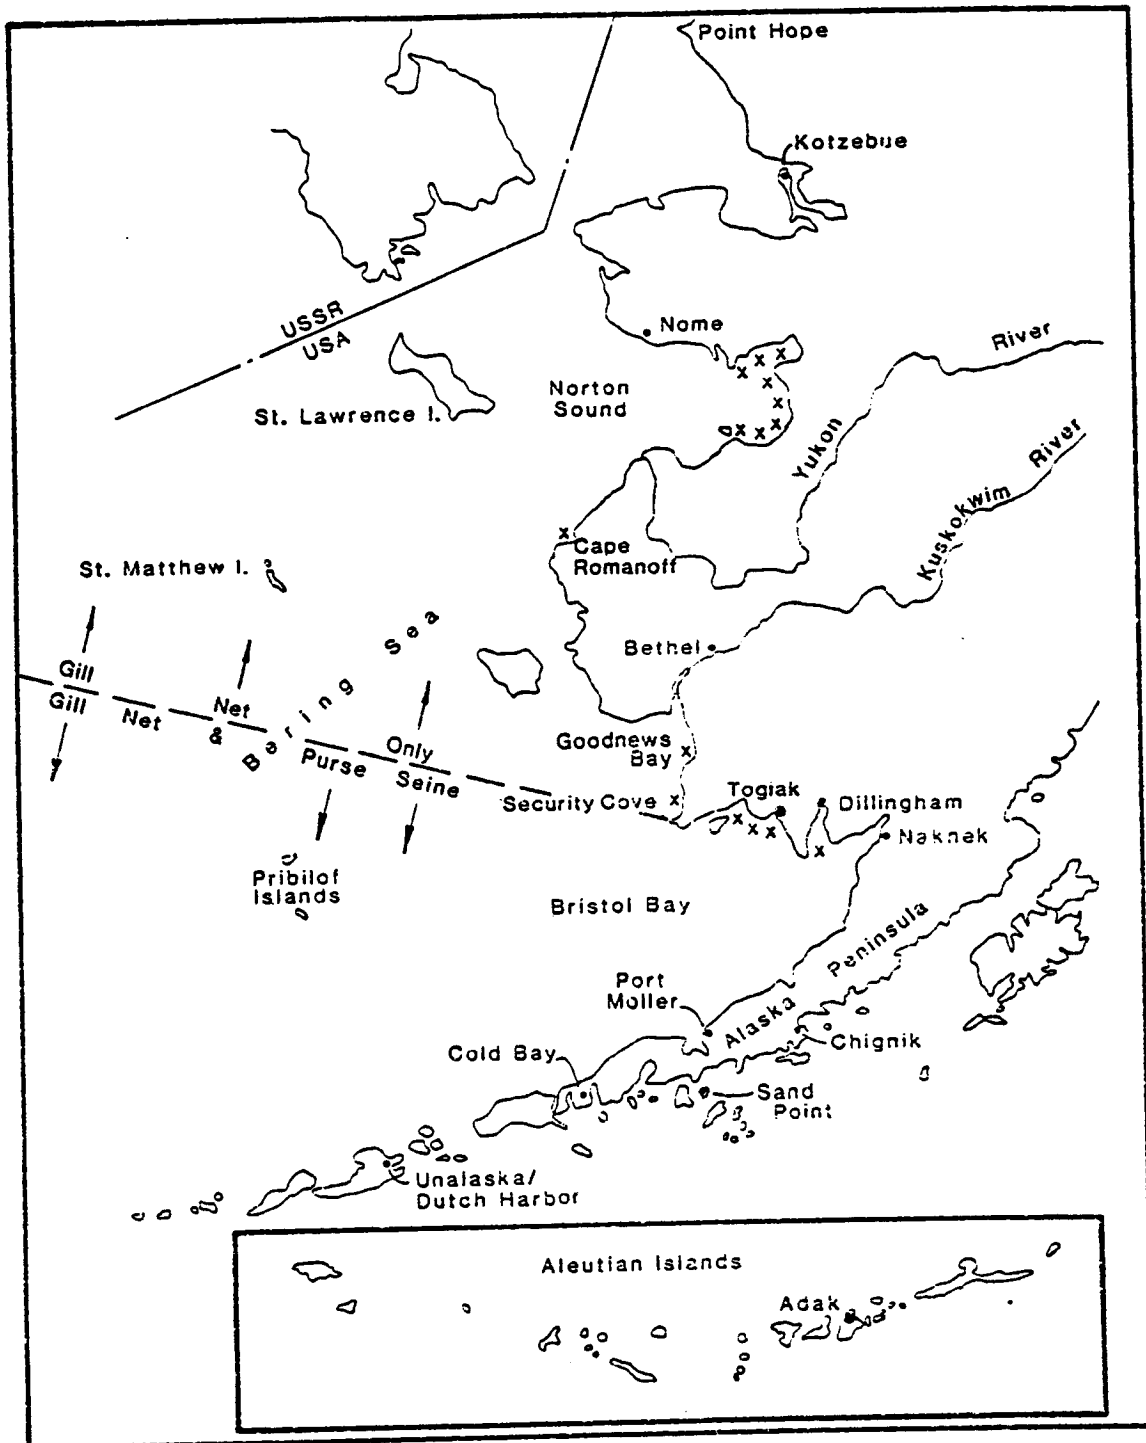 Point Hope
Kotzebue
USSR
USA
Nome
River
St. Lawrence I.
Norton
Sound
Yukon
River
Kuskokwim
Cape
Romanoff
St. Matthew I.
Bering Sea
Bethel
Gill Net Only
Gill Net & Purse Seine
Goodnews
Bay
Security Cove
Togiak
Dillingham
Naknek
Pribilof
Islands
Bristol Bay
Alaska Peninsula
Port
Moller
Cold Bay
Chignik
Sand
Point
Unalaska/
Dutch Harbor
Aleutian Islands
Adak
x x x
x
x
x x x
x
x
x
x x x
x